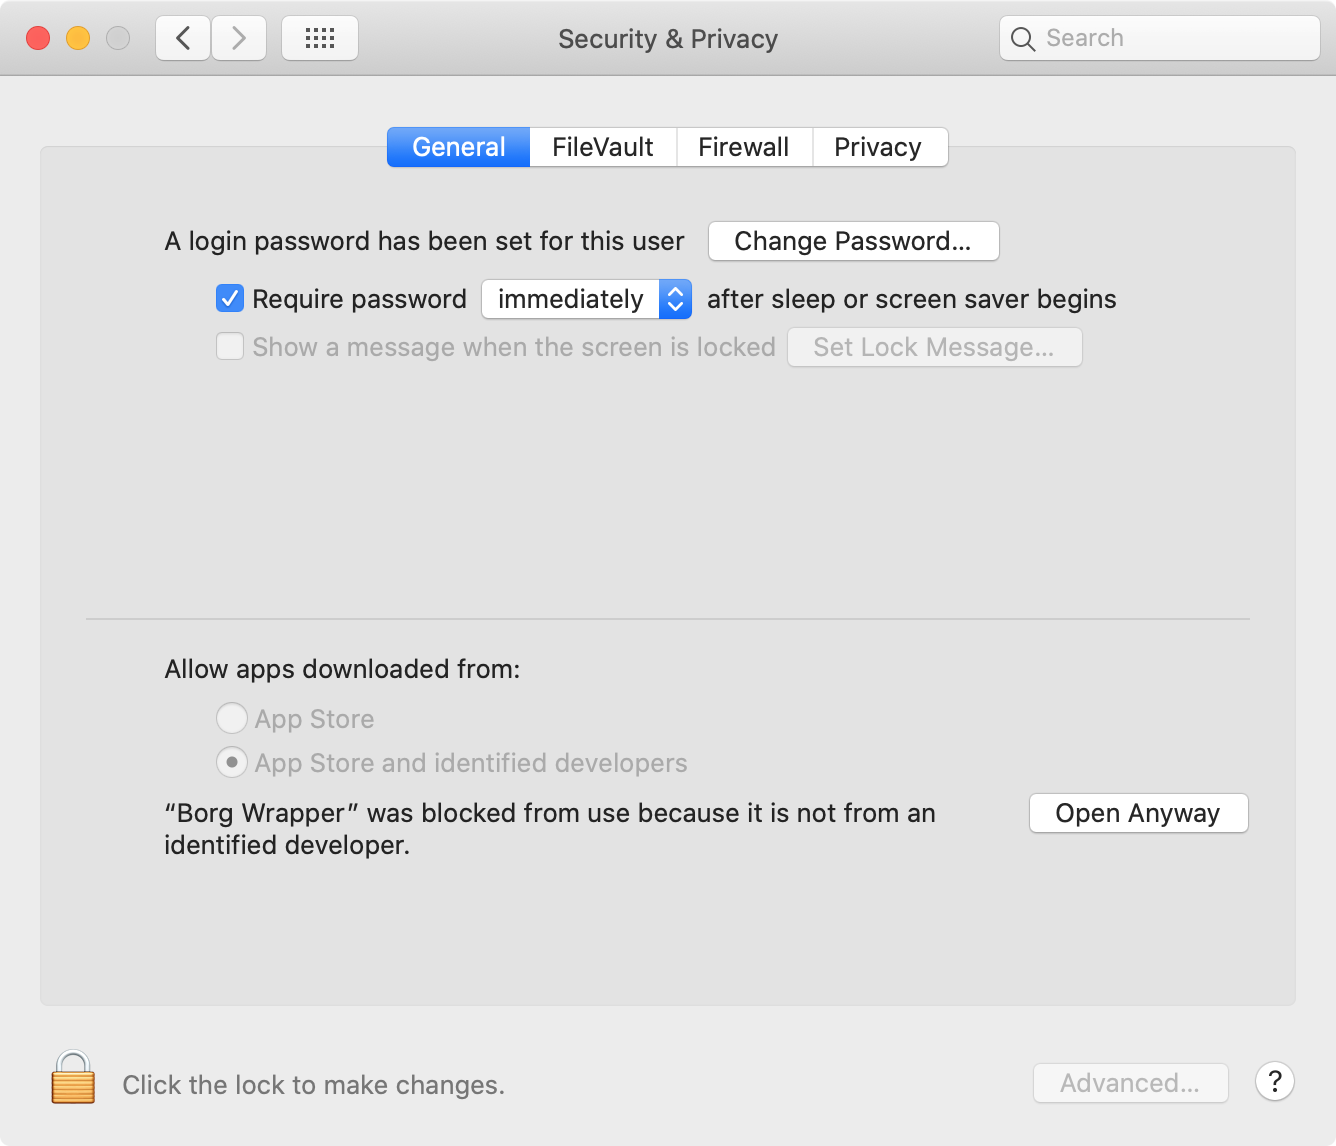 Security & Privacy
Search
General
FileVault
Firewall
Privacy
A login password has been set for this user
Change Password...
Require password
immediately
after sleep or screen saver begins
Show a message when the screen is locked
Set Lock Message...
Allow apps downloaded from:
App Store
App Store and identified developers
“Borg Wrapper” was blocked from use because it is not from an
identified developer.
Open Anyway
Click the lock to make changes.
Advanced...
?